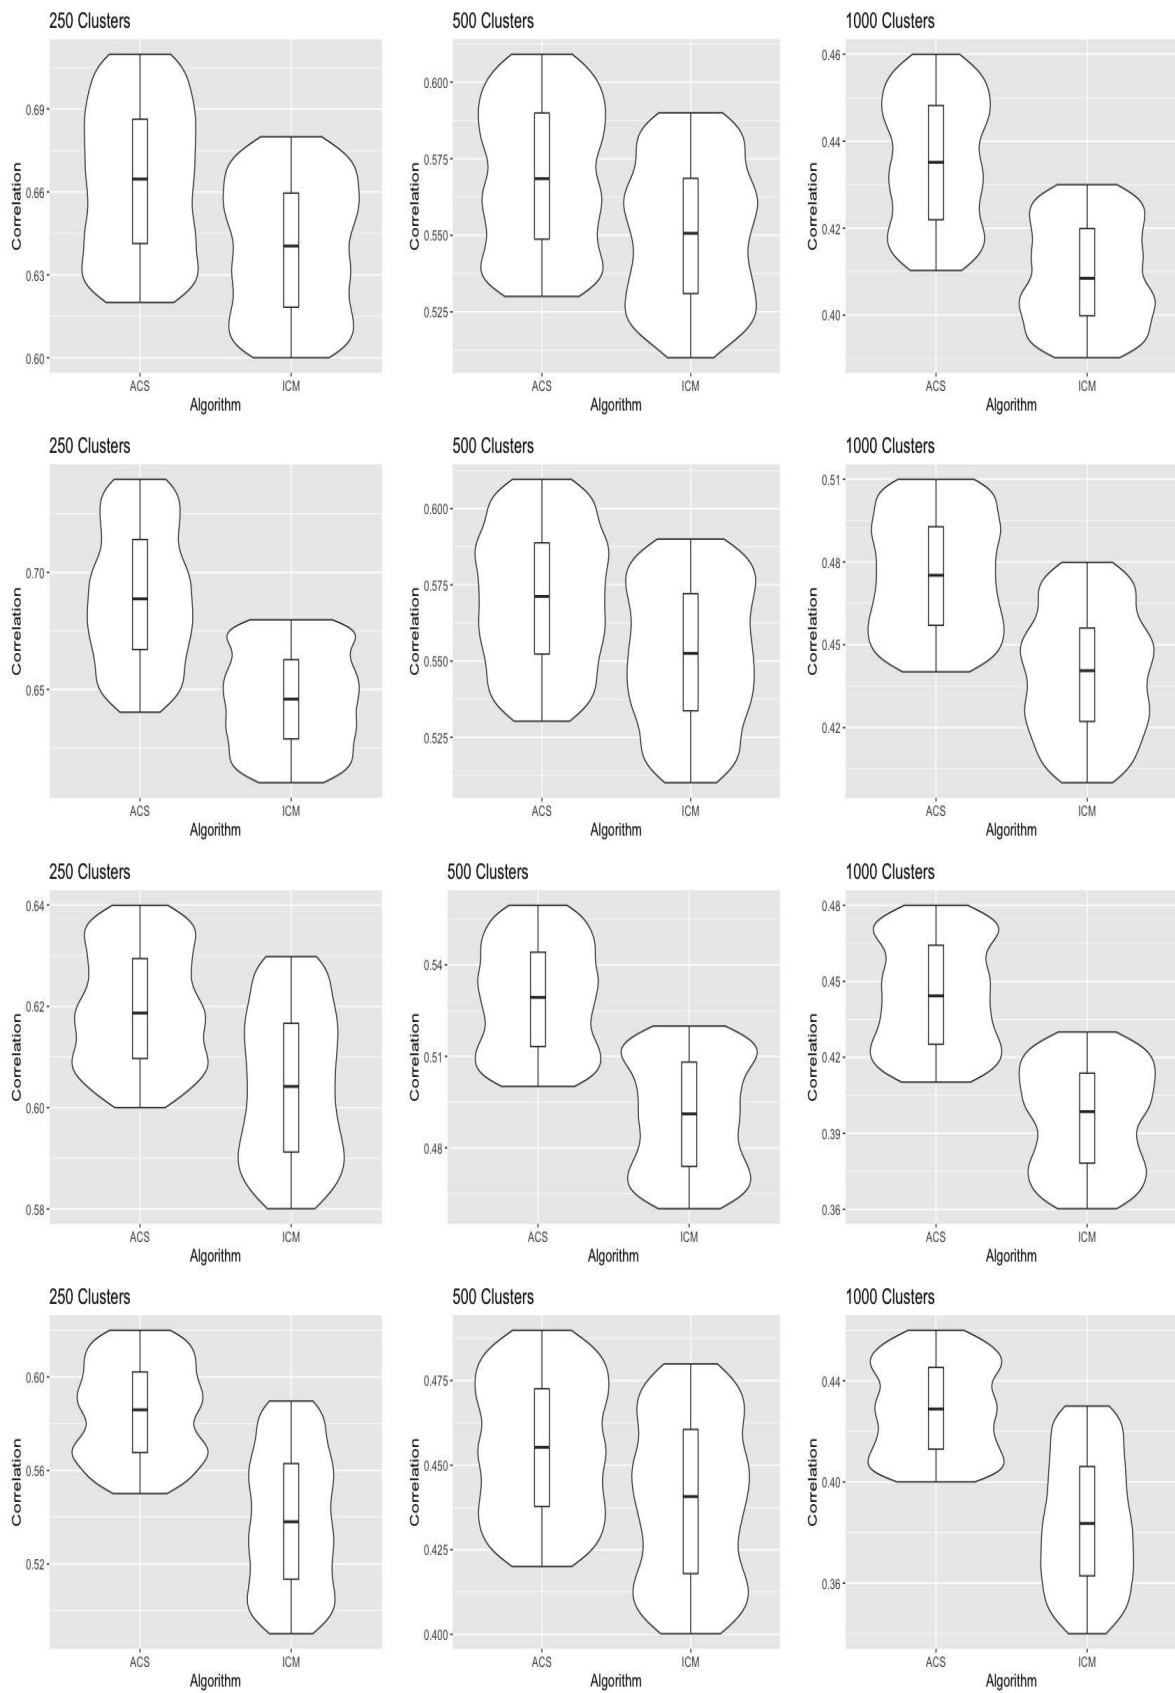 250 Clusters
500 Clusters
1000 Clusters
Correlation
0.69
0.66
0.63
0.60
ACS
ICM
Algorithm
Correlation
0.600
0.575
0.550
0.525
ACS
ICM
Algorithm
Correlation
0.46
0.44
0.42
0.40
ACS
ICM
Algorithm
250 Clusters
500 Clusters
1000 Clusters
Correlation
0.70
0.65
ACS
ICM
Algorithm
Correlation
0.600
0.575
0.550
0.525
ACS
ICM
Algorithm
Correlation
0.51
0.48
0.45
0.42
ACS
ICM
Algorithm
250 Clusters
500 Clusters
1000 Clusters
Correlation
0.64
0.62
0.60
0.58
ACS
ICM
Algorithm
Correlation
0.54
0.51
0.48
ACS
ICM
Algorithm
Correlation
0.48
0.45
0.42
0.39
0.36
ACS
ICM
Algorithm
250 Clusters
500 Clusters
1000 Clusters
Correlation
0.60
0.56
0.52
ACS
ICM
Algorithm
Correlation
0.475
0.450
0.425
0.400
ACS
ICM
Algorithm
Correlation
0.44
0.40
0.36
ACS
ICM
Algorithm